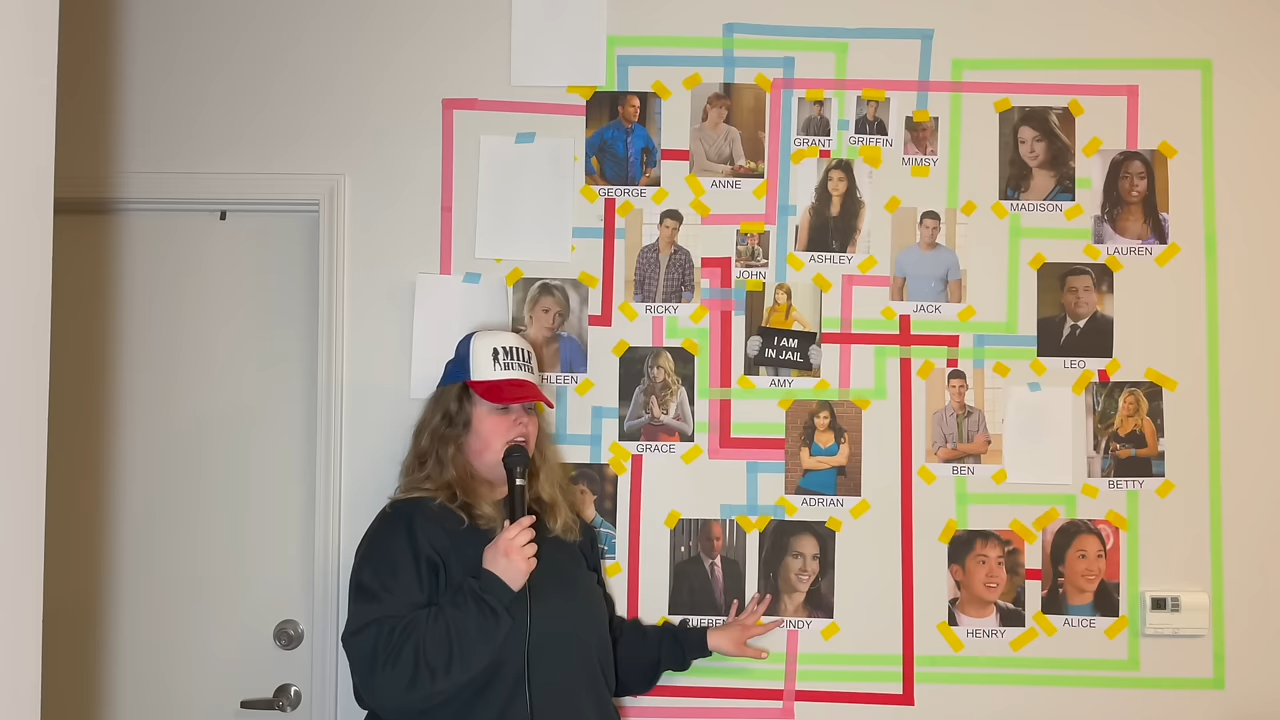 GEORGE
ANNE
GRANT
GRIFFIN
MIMSY
MADISON
LAUREN
RICKY
JOHN
ASHLEY
JACK
I AM
IN JAIL
AMY
LEO
HLEEN
MILF
HUNTER
GRACE
BEN
BETTY
ADRIAN
RUEBEN
CINDY
HENRY
ALICE